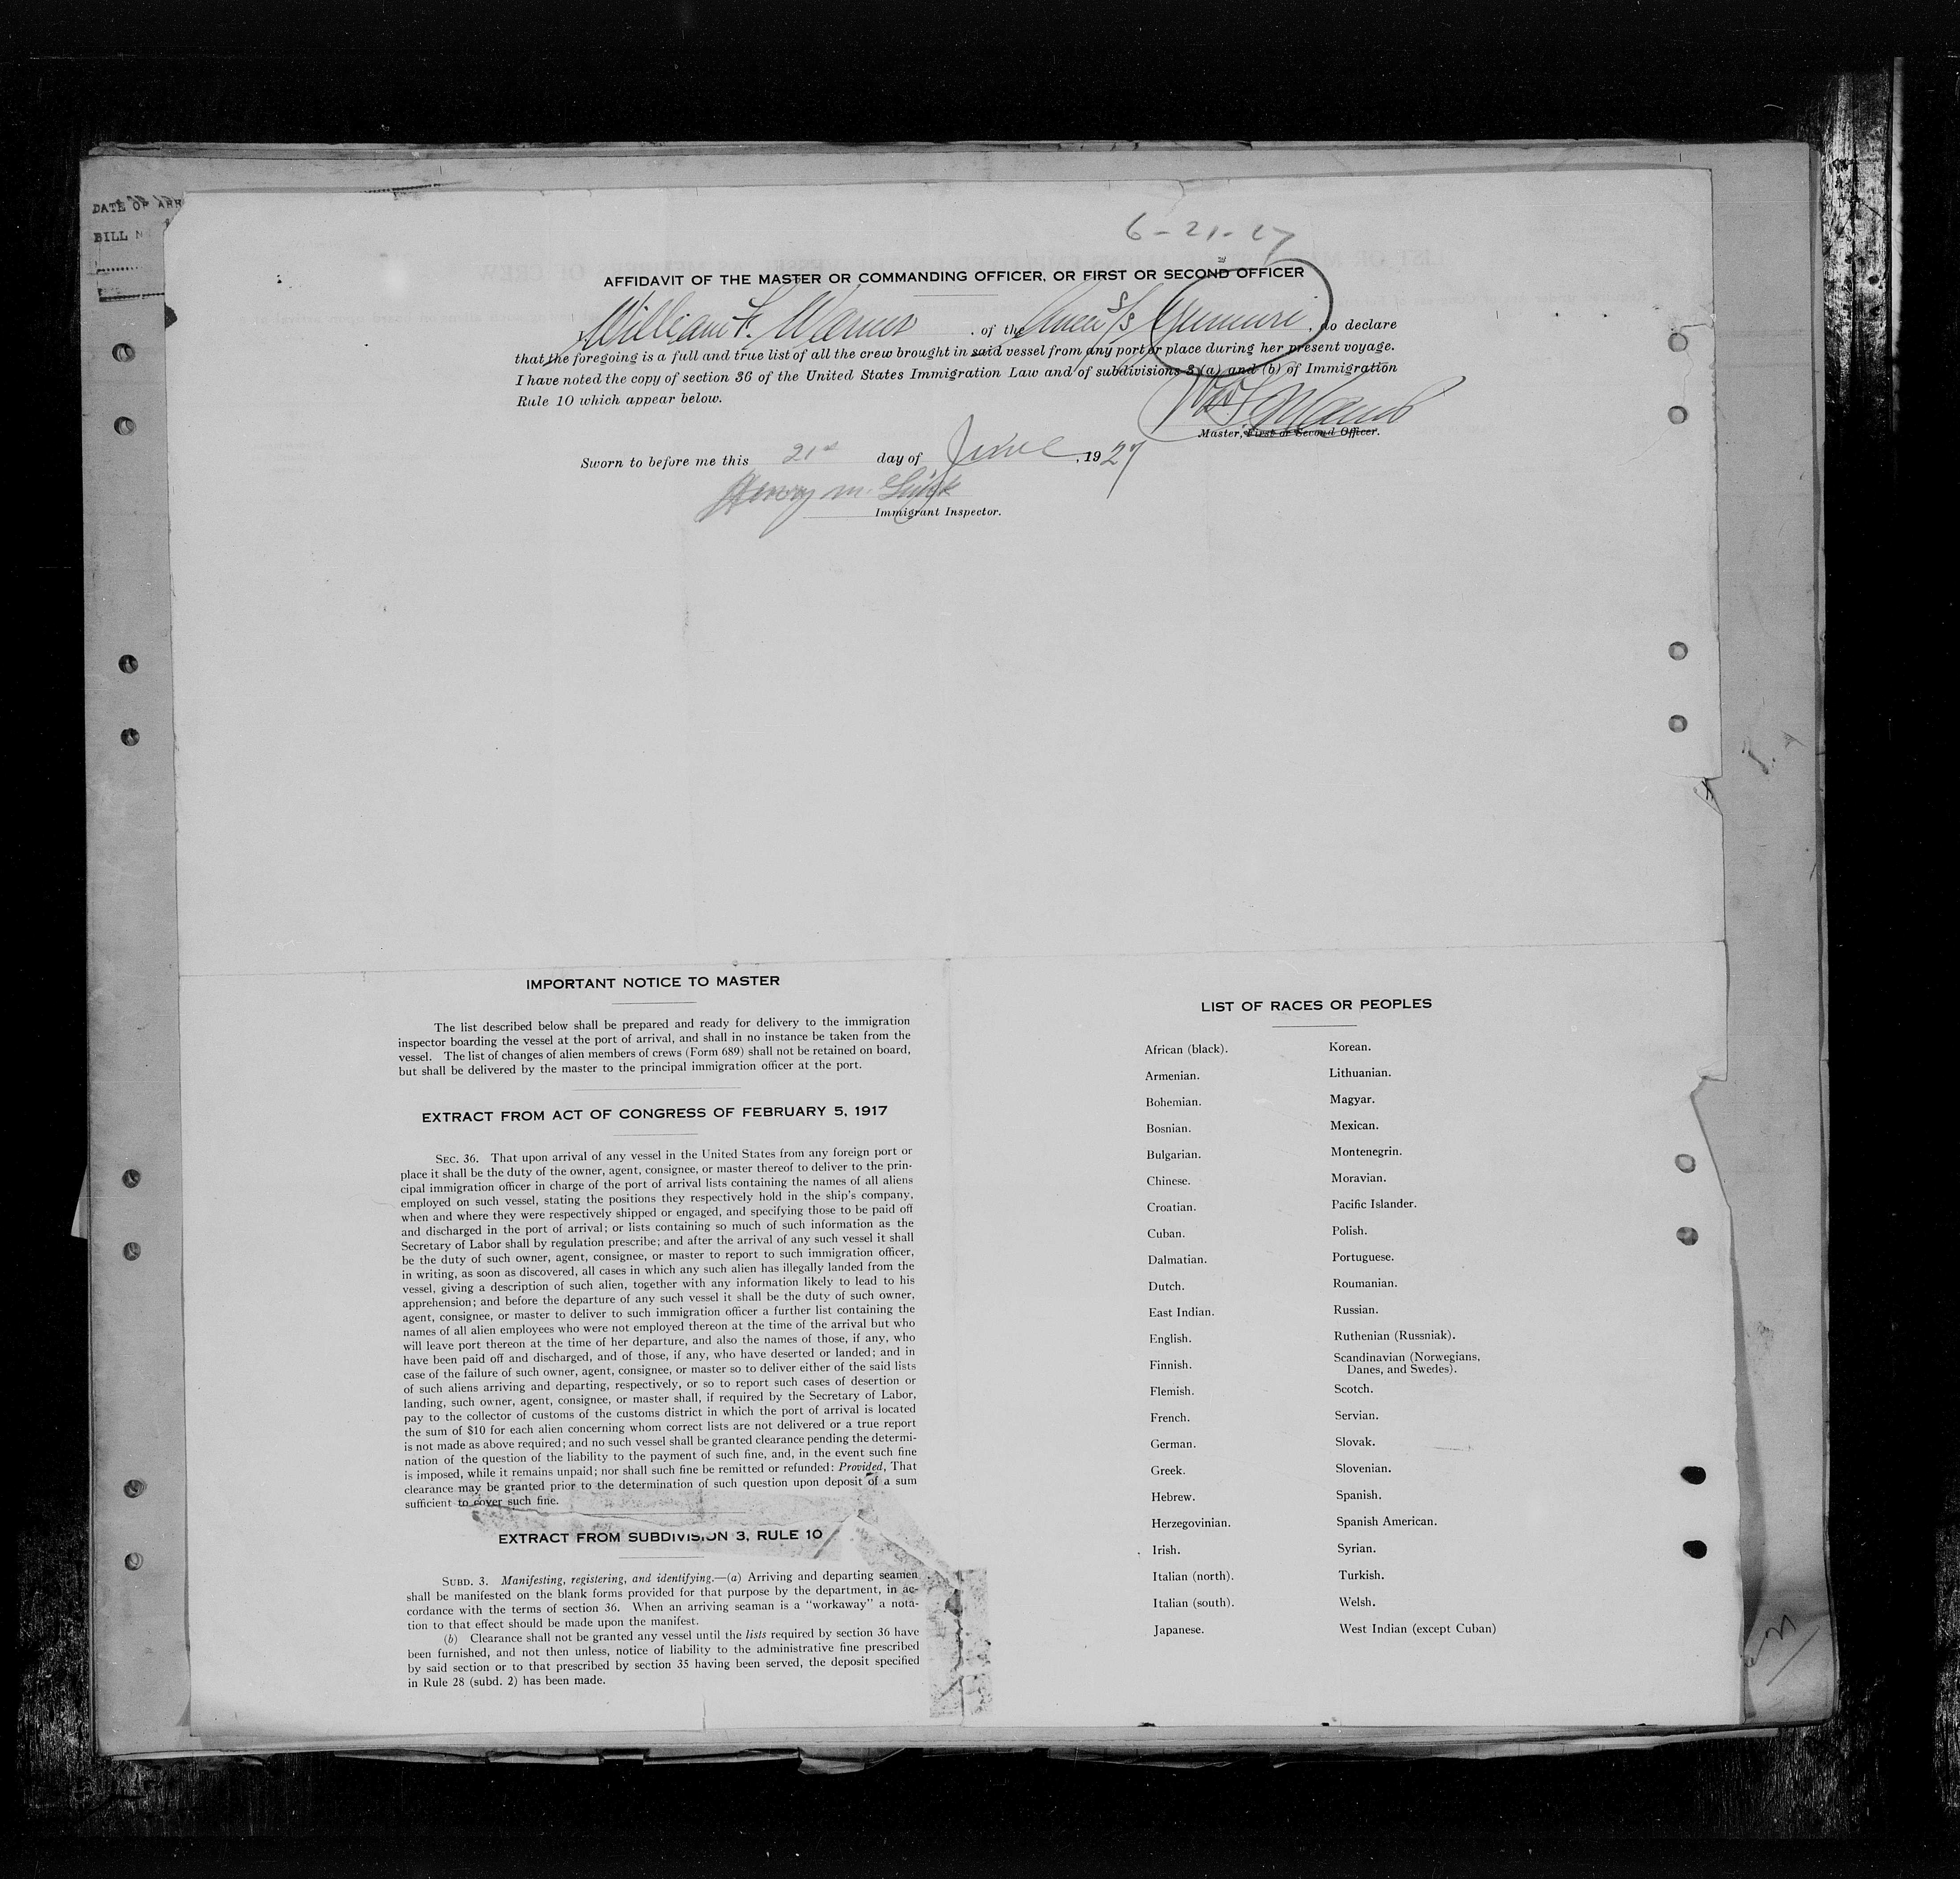 DATE OF ARR
BILL N
6-21-27
AFFIDAVIT OF THE MASTER OR COMMANDING OFFICER, OR FIRST OR SECOND OFFICER
I, William F. of the Amer S/S do declare
that the foregoing is a full and true list of all the crew brought in said vessel from any port or place during her present voyage.
I have noted the copy of section 36 of the United States Immigration Law and of subdivisions 3 (a) and (b) of Immigration
Rule 10 which appear below.
Master, First or Second Officer.
Sworn to before me this 21st day of June, 1927
Henry M.
Immigrant Inspector.
IMPORTANT NOTICE TO MASTER
The list described below shall be prepared and ready for delivery to the immigration
inspector boarding the vessel at the port of arrival, and shall in no instance be taken from the
vessel. The list of changes of alien members of crews (Form 689) shall not be retained on board,
but shall be delivered by the master to the principal immigration officer at the port.
EXTRACT FROM ACT OF CONGRESS OF FEBRUARY 5, 1917
SEC. 36. That upon arrival of any vessel in the United States from any foreign port or
place it shall be the duty of the owner, agent, consignee, or master thereof to deliver to the prin-
cipal immigration officer in charge of the port of arrival lists containing the names of all aliens
employed on such vessel, stating the positions they respectively hold in the ship's company,
when and where they were respectively shipped or engaged, and specifying those to be paid off
and discharged in the port of arrival; or lists containing so much of such information as the
Secretary of Labor shall by regulation prescribe; and after the arrival of any such vessel it shall
be the duty of such owner, agent, consignee, or master to report to such immigration officer,
in writing, as soon as discovered, all cases in which any such alien has illegally landed from the
vessel, giving a description of such alien, together with any information likely to lead to his
apprehension; and before the departure of any such vessel it shall be the duty of such owner,
agent, consignee, or master to deliver to such immigration officer a further list containing the
names of all alien employees who were not employed thereon at the time of the arrival but who
will leave port thereon at the time of her departure, and also the names of those, if any, who
have been paid off and discharged, and of those, if any, who have deserted or landed; and in
case of the failure of such owner, agent, consignee, or master so to deliver either of the said lists
of such aliens arriving and departing, respectively, or so to report such cases of desertion or
landing, such owner, agent, consignee, or master shall, if required by the Secretary of Labor,
pay to the collector of customs of the customs district in which the port of arrival is located
the sum of $10 for each alien concerning whom correct lists are not delivered or a true report
is not made as above required; and no such vessel shall be granted clearance pending the determi-
nation of the question of the liability to the payment of such fine, and, in the event such fine
is imposed, while it remains unpaid; nor shall such fine be remitted or refunded: Provided, That
clearance may be granted prior to the determination of such question upon deposit of a sum
sufficient to cover such fine.
EXTRACT FROM SUBDIVISION 3, RULE 10
SUBD. 3. Manifesting, registering, and identifying.—(a) Arriving and departing seamen
shall be manifested on the blank forms provided for that purpose by the department, in ac-
cordance with the terms of section 36. When an arriving seaman is a "workaway" a nota-
tion to that effect should be made upon the manifest.
(b) Clearance shall not be granted any vessel until the lists required by section 36 have
been furnished, and not then unless, notice of liability to the administrative fine prescribed
by said section or to that prescribed by section 35 having been served, the deposit specified
in Rule 28 (subd. 2) has been made.
LIST OF RACES OR PEOPLES
African (black).
Armenian.
Bohemian.
Bosnian.
Bulgarian.
Chinese.
Croatian.
Cuban.
Dalmatian.
Dutch.
East Indian.
English.
Finnish.
Flemish.
French.
German.
Greek.
Hebrew.
Herzegovinian.
Irish.
Italian (north).
Italian (south).
Japanese.
Korean.
Lithuanian.
Magyar.
Mexican.
Montenegrin.
Moravian.
Pacific Islander.
Polish.
Portuguese.
Roumanian.
Russian.
Ruthenian (Russniak).
Scandinavian (Norwegians,
Danes, and Swedes).
Scotch.
Servian.
Slovak.
Slovenian.
Spanish.
Spanish American.
Syrian.
Turkish.
Welsh.
West Indian (except Cuban)